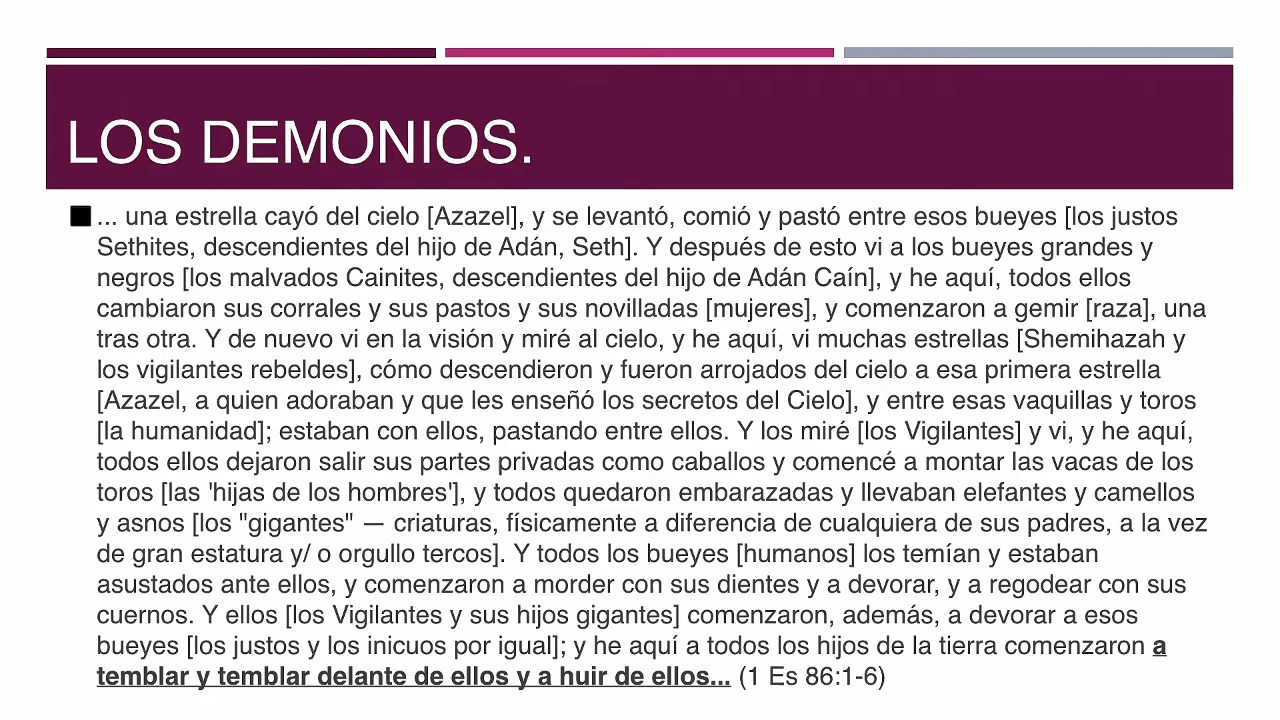 LOS DEMONIOS.
... una estrella cayó del cielo [Azazel], y se levantó, comió y pastó entre esos bueyes [los justos
Sethites, descendientes del hijo de Adán, Seth]. Y después de esto vi a los bueyes grandes y
negros [los malvados Cainites, descendientes del hijo de Adán Caín], y he aquí, todos ellos
cambiaron sus corrales y sus pastos y sus novilladas [mujeres], y comenzaron a gemir [raza], una
tras otra. Y de nuevo vi en la visión y miré al cielo, y he aquí, vi muchas estrellas [Shemihazah y
los vigilantes rebeldes], cómo descendieron y fueron arrojados del cielo a esa primera estrella
[Azazel, a quien adoraban y que les enseñó los secretos del Cielo], y entre esas vaquillas y toros
[la humanidad]; estaban con ellos, pastando entre ellos. Y los miré [los Vigilantes] y vi, y he aquí,
todos ellos dejaron salir sus partes privadas como caballos y comencé a montar las vacas de los
toros [las 'hijas de los hombres'], y todos quedaron embarazadas y llevaban elefantes y camellos
y asnos [los "gigantes" — criaturas, físicamente a diferencia de cualquiera de sus padres, a la vez
de gran estatura y/ o orgullo tercos]. Y todos los bueyes [humanos] los temían y estaban
asustados ante ellos, y comenzaron a morder con sus dientes y a devorar, y a regodear con sus
cuernos. Y ellos [los Vigilantes y sus hijos gigantes] comenzaron, además, a devorar a esos
bueyes [los justos y los inicuos por igual]; y he aquí a todos los hijos de la tierra comenzaron a
temblar y temblar delante de ellos y a huir de ellos... (1 Es 86:1-6)